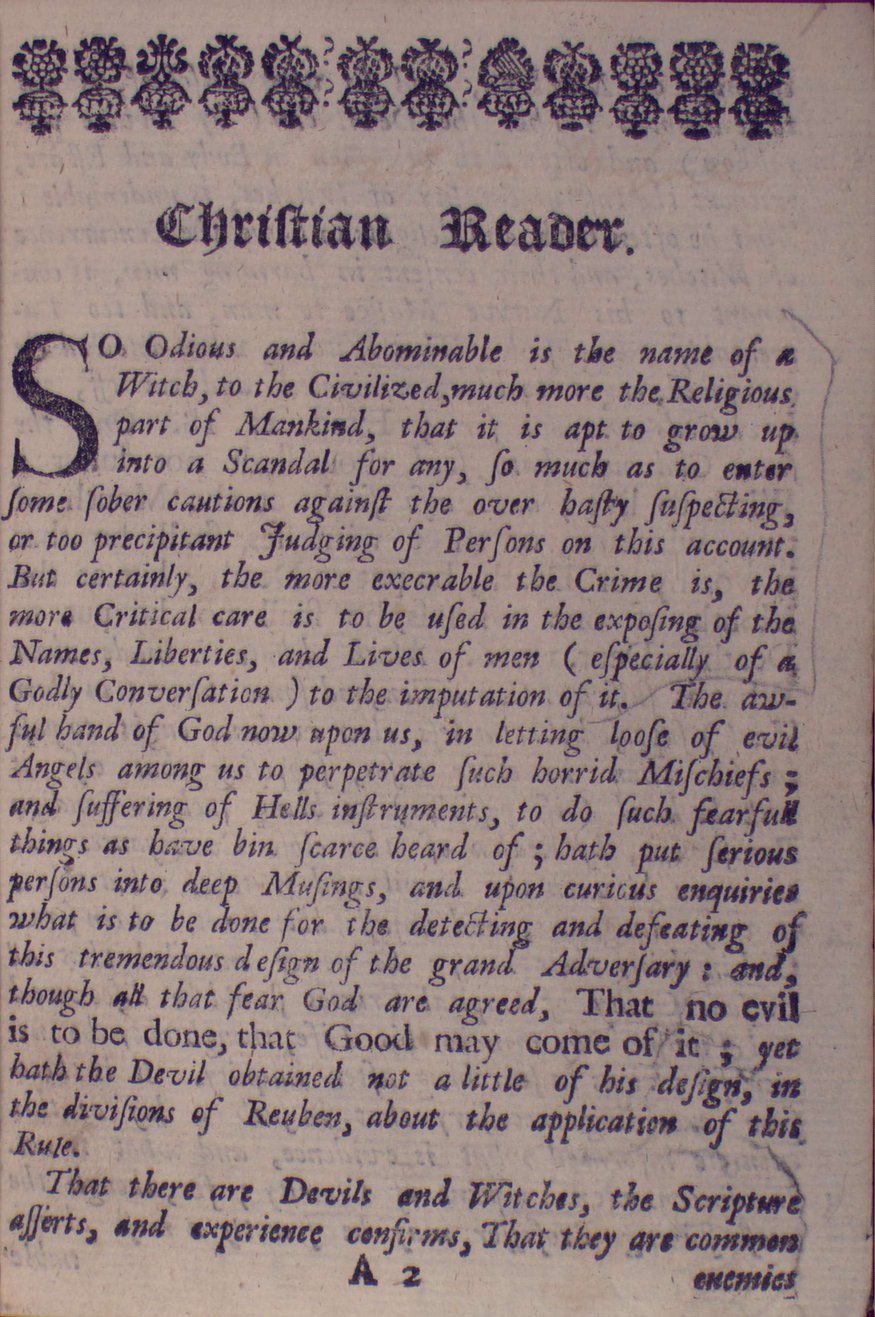 Chriſtian Reader.
SO Odious and Abominable is the name of a
Witch, to the Civilized, much more the Religious
part of Mankind, that it is apt to grow up
into a Scandal for any, ſo much as to enter
ſome ſober cautions againſt the over haſty ſuſpecting,
or too precipitant Judging of Perſons on this account.
But certainly, the more execrable the Crime is, the
more Critical care is to be uſed in the expoſing of the
Names, Liberties, and Lives of men ( eſpecially of a
Godly Converſation ) to the imputation of it. The aw-
ful hand of God now upon us, in letting looſe of evil
Angels among us to perpetrate ſuch horrid Miſchiefs ;
and ſuffering of Hells inſtruments, to do ſuch fearfull
things as have bin ſcarce heard of ; hath put ſerious
perſons into deep Muſings, and upon curious enquiries
what is to be done for the detecting and defeating of
this tremendous deſign of the grand Adverſary : and,
though all that fear God are agreed, That no evil
is to be done, that Good may come of it ; yet
hath the Devil obtained not a little of his deſign, in
the diviſions of Reuben, about the application of this
Rule.
That there are Devils and Witches, the Scripture
aſſerts, and experience confirms, That they are common
A 2
enemies